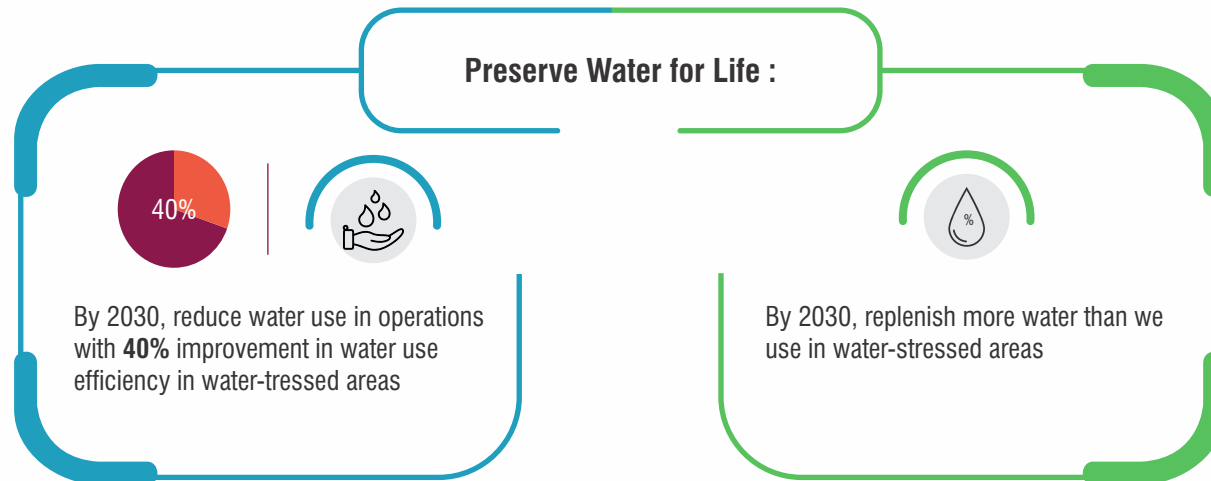 Preserve Water for Life :
40%
By 2030, reduce water use in operations
with 40% improvement in water use
efficiency in water-tressed areas
%
By 2030, replenish more water than we
use in water-stressed areas